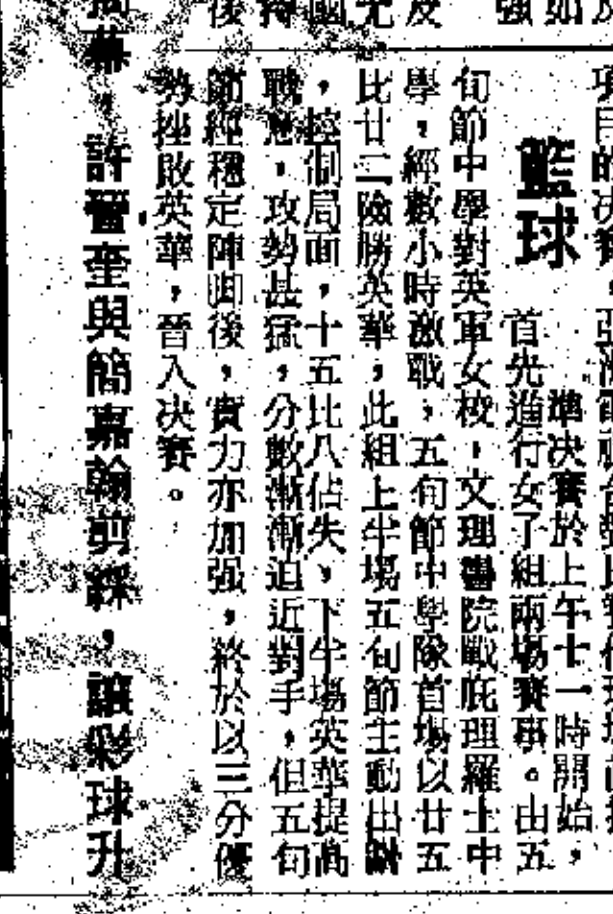 籃球
準決賽於上午十一時開始，
首先進行女子組兩場賽事。由五
旬節中學對英軍女校，文理書院戰庇理羅士中
學，經數小時激戰，五旬節中學隊首場以廿五
比廿二險勝英華，此組上半場五旬節主動出
，控制局面，十五比八佔失，下半場英華提高
戰意，攻勢甚猛，分數漸漸迫近對手，但五旬
節經穩定陣脚後，實力亦加强，終於以三分優
勢挫敗英華，晉入决賽。
許晉奎與簡嘉翰剪綵，讓彩球升